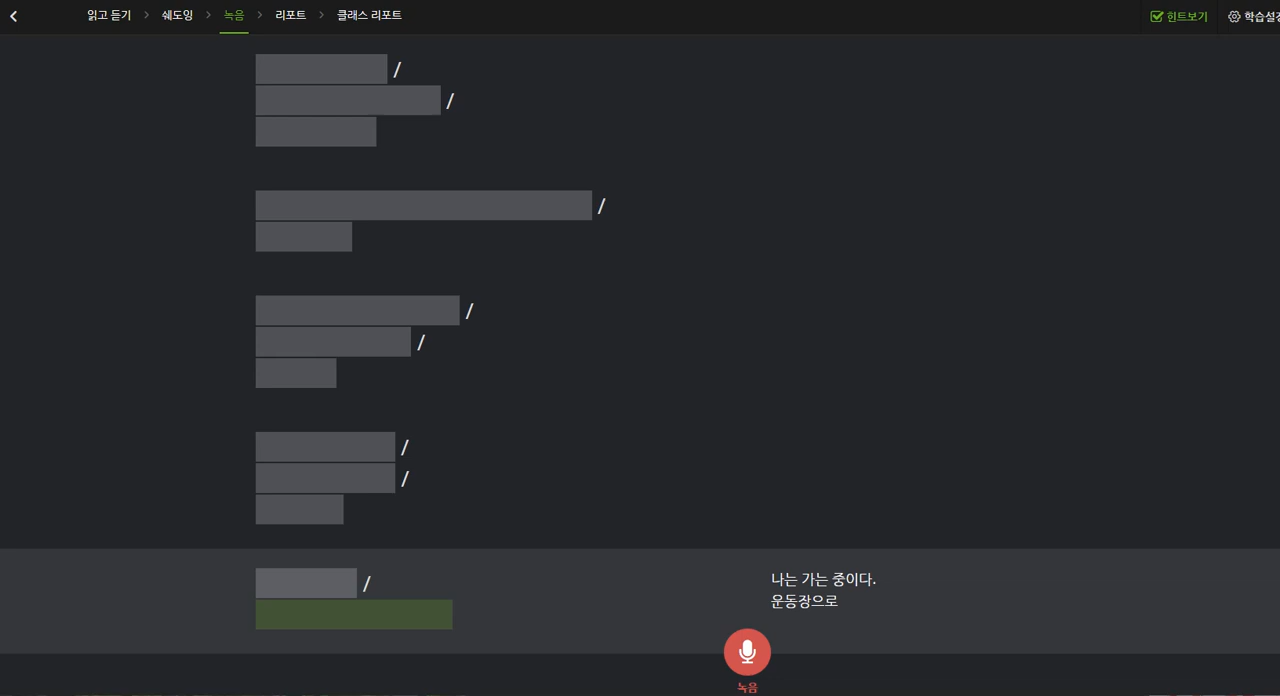 읽고 듣기 > 쉐도잉 > 녹음 > 리포트 > 클래스 리포트
힌트보기
학습설정
/
/
/
/
/
/
/
/
나는 가는 중이다.
운동장으로
녹음